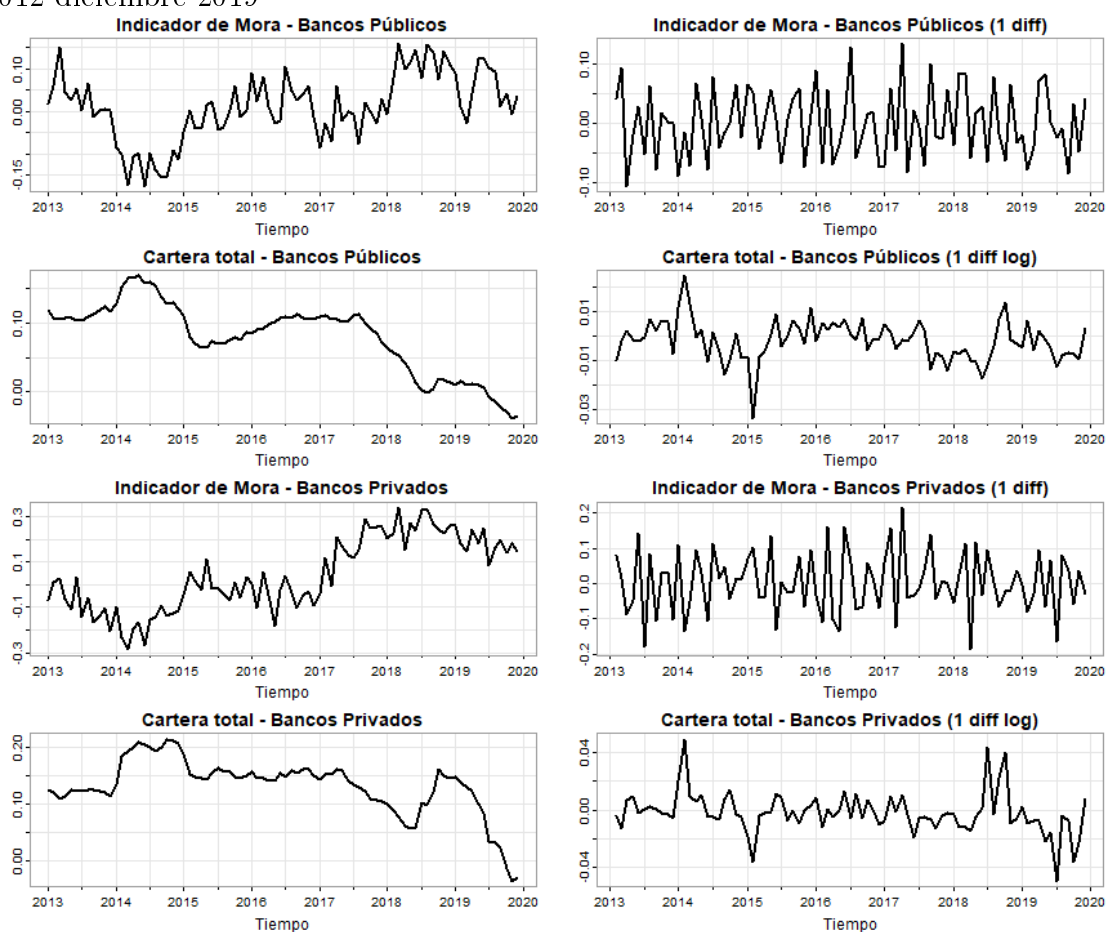 2012 diciembre 2019
Indicador de Mora - Bancos Públicos
Indicador de Mora - Bancos Públicos (1 diff)
0.10
0.00
-0.15
0.10
0.00
-0.10
2013 2014 2015 2016 2017 2018 2019 2020
2013 2014 2015 2016 2017 2018 2019 2020
Tiempo
Tiempo
Cartera total - Bancos Públicos
Cartera total - Bancos Públicos (1 diff log)
0.10
0.00
0.01
-0.01
-0.03
2013 2014 2015 2016 2017 2018 2019 2020
2013 2014 2015 2016 2017 2018 2019 2020
Tiempo
Tiempo
Indicador de Mora - Bancos Privados
Indicador de Mora - Bancos Privados (1 diff)
0.3
0.1
-0.1
-0.3
0.2
0.1
0.0
-0.1
-0.2
2013 2014 2015 2016 2017 2018 2019 2020
2013 2014 2015 2016 2017 2018 2019 2020
Tiempo
Tiempo
Cartera total - Bancos Privados
Cartera total - Bancos Privados (1 diff log)
0.20
0.10
0.00
0.04
0.00
-0.04
2013 2014 2015 2016 2017 2018 2019 2020
2013 2014 2015 2016 2017 2018 2019 2020
Tiempo
Tiempo